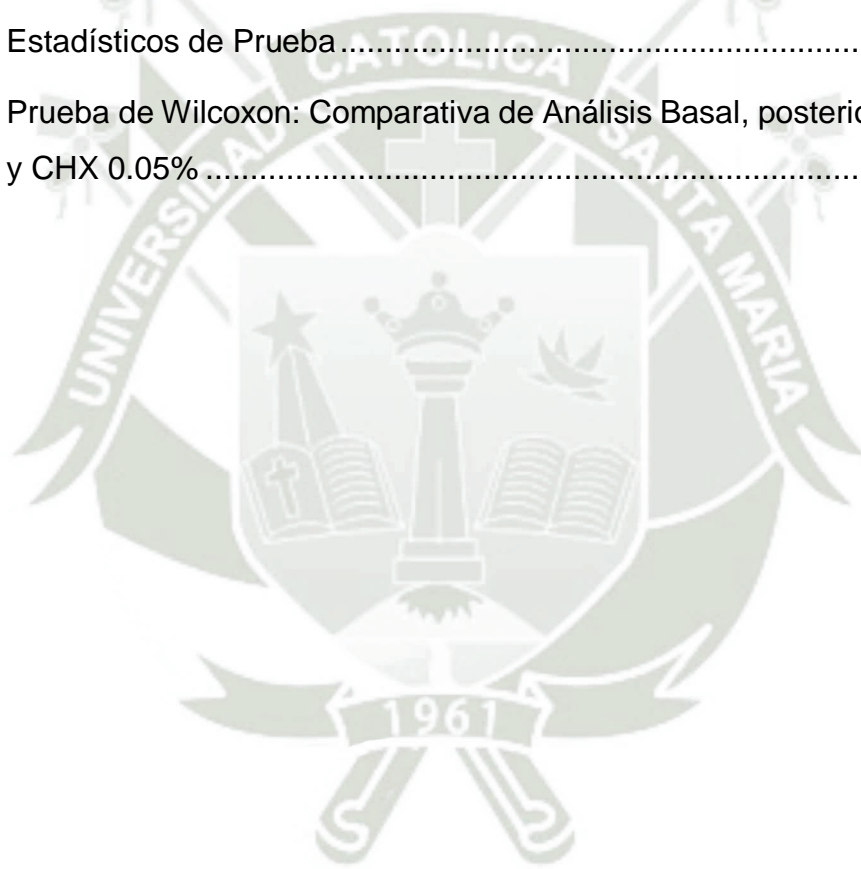 Estadísticos de Prueba......................................................
Prueba de Wilcoxon: Comparativa de Análisis Basal, posterio
y CHX 0.05%......................................................................
UNIVERSIDAD CATOLICA SANTA MARIA
1961